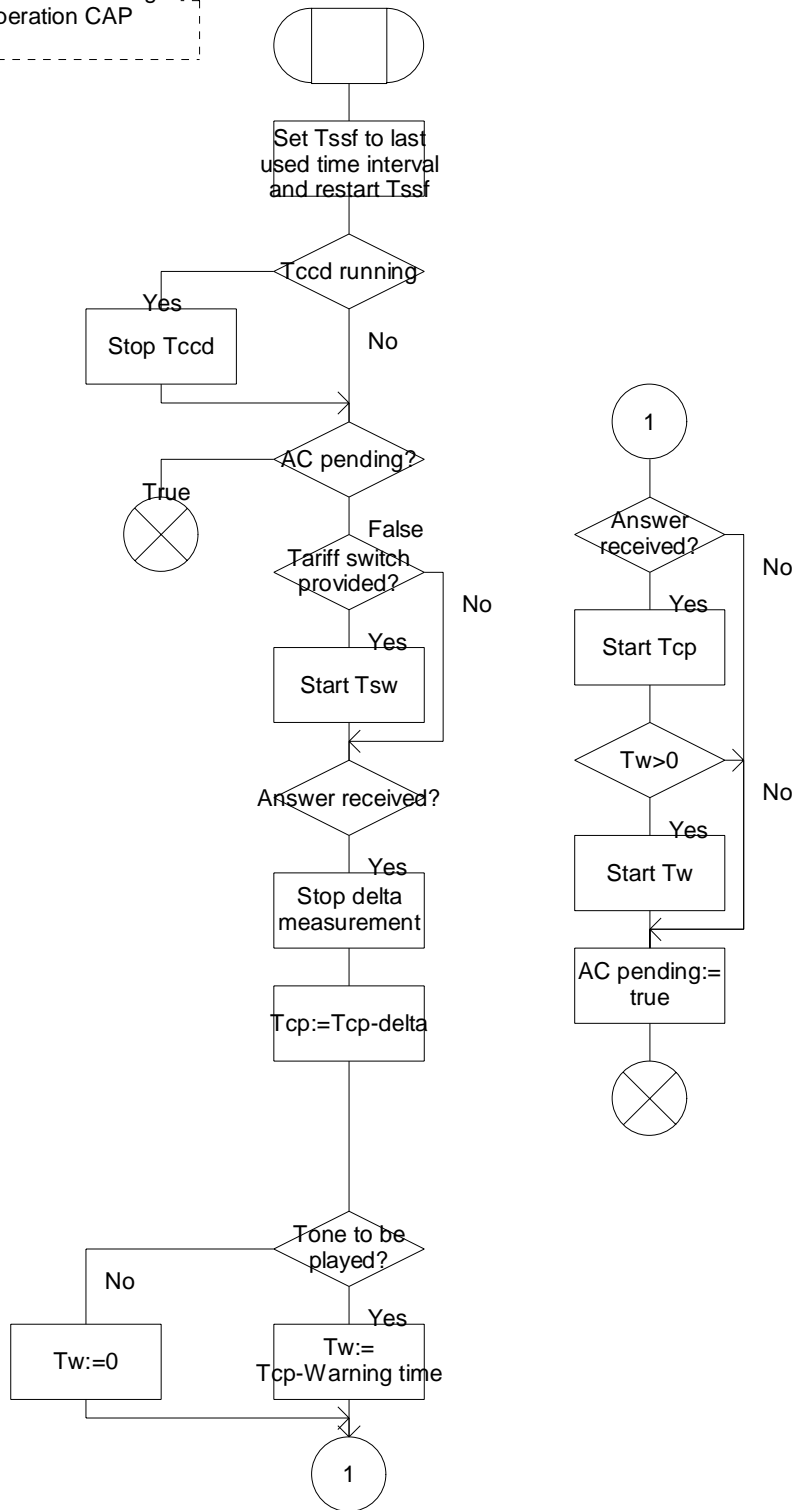 peration CAP
Set Tssf to last
used time interval
and restart Tssf
Tccd running
Yes
No
Stop Tccd
AC pending?
True
False
Tariff switch
provided?
No
Yes
Start Tsw
Answer received?
Yes
Stop delta
measurement
Tcp:=Tcp-delta
Tone to be
played?
No
Yes
Tw:=0
Tw:=
Tcp-Warning time
1
1
Answer
received?
No
Yes
Start Tcp
Tw>0
No
Yes
Start Tw
AC pending:=
true